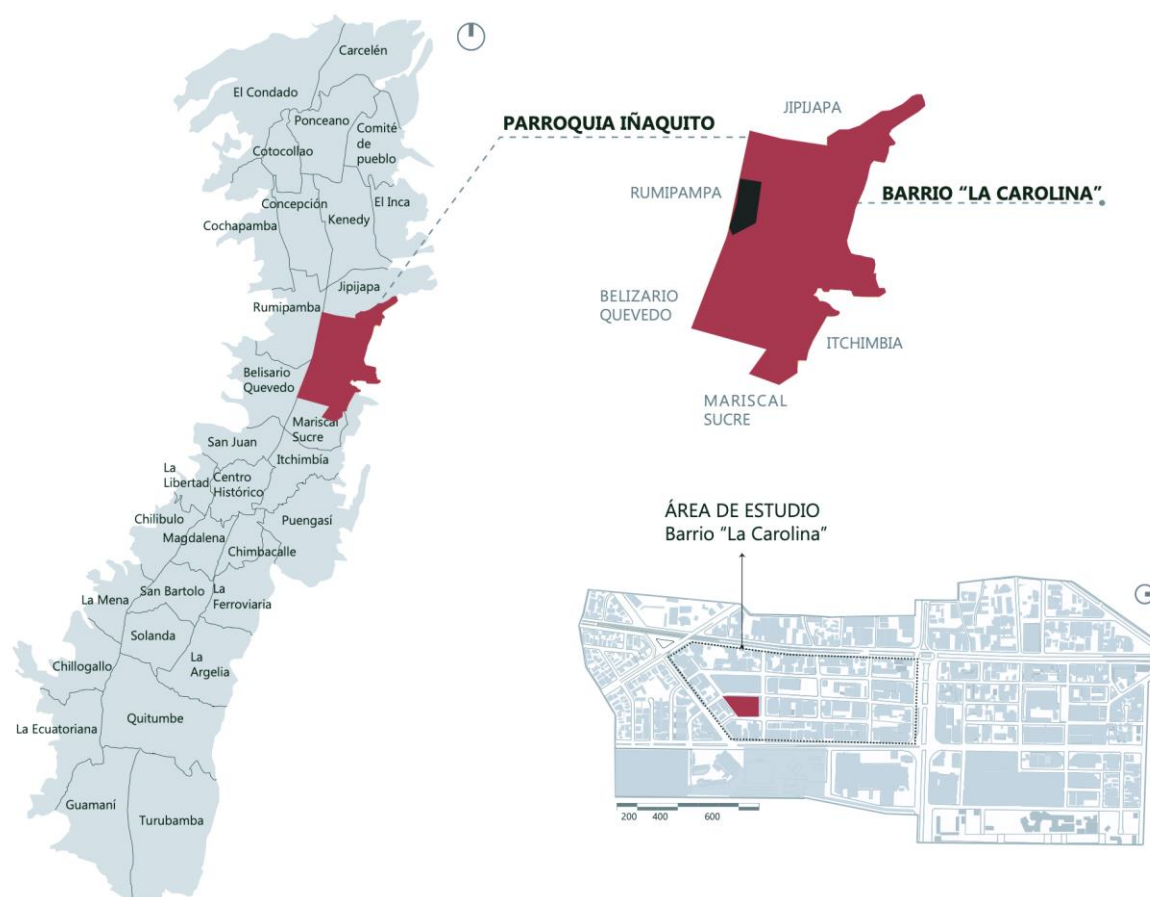 Carcelén
El Condado
Ponceano
Comité
de
pueblo
Cotocollao
Concepción
El Inca
Kenedy
Cochapamba
Jipijapa
Rumipamba
Belisario
Quevedo
Mariscal
Sucre
San Juan
Itchimbía
La
Libertad
Centro
Histórico
Chilibulo
Puengasí
Magdalena
Chimbacalle
San Bartolo
La Mena
La
Ferroviaria
Solanda
Chillogallo
La
Argelia
Quitumbe
La Ecuatoriana
Guamaní
Turubamba
PARROQUIA IÑAQUITO
JIPIJAPA
RUMIPAMPA
BARRIO "LA CAROLINA"
BELIZARIO
QUEVEDO
ITCHIMBIA
MARISCAL
SUCRE
ÁREA DE ESTUDIO
Barrio "La Carolina"
200 400 600